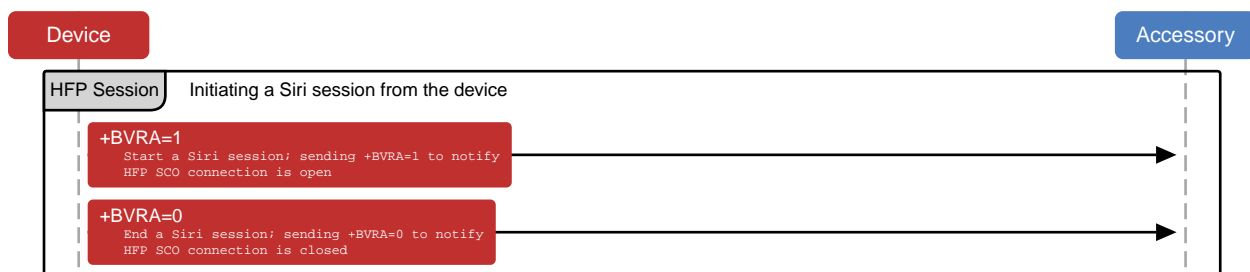 Device
Accessory
HFP Session
Initiating a Siri session from the device
+BVRA=1
Start a Siri session; sending +BVRA=1 to notify
HFP SCO connection is open
+BVRA=0
End a Siri session; sending +BVRA=0 to notify
HFP SCO connection is closed